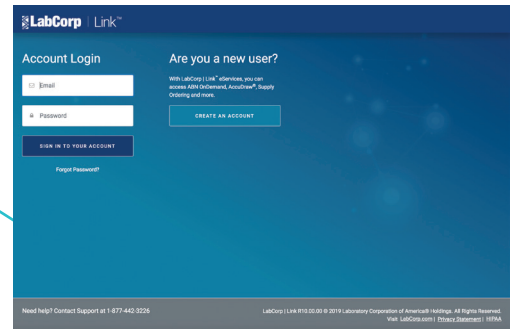 LabCorp | Link™
Account Login
Email
Password
SIGN IN TO YOUR ACCOUNT
Forgot Password?
Are you a new user?
With LabCorp | Link™ eServices, you can
access ABN OnDemand, AccuDraw®, Supply
Ordering and more.
CREATE AN ACCOUNT
Need help? Contact Support at 1-877-442-3226
LabCorp | Link R10.00.00 © 2019 Laboratory Corporation of America® Holdings. All Rights Reserved.
Visit LabCorp.com | Privacy Statement | HIPAA